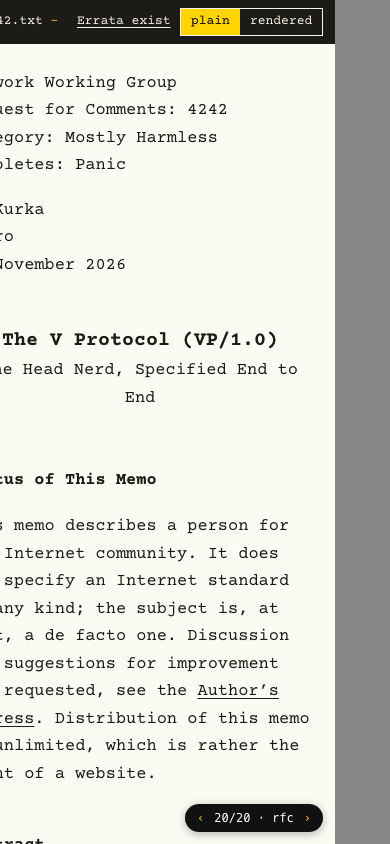 42.txt – Errata exist plain rendered
work Working Group
uest for Comments: 4242
egory: Mostly Harmless
oletes: Panic
Kurka
ro
November 2026
The V Protocol (VP/1.0)
he Head Nerd, Specified End to
End
tus of This Memo
s memo describes a person for
Internet community. It does
specify an Internet standard
any kind; the subject is, at
t, a de facto one. Discussion
suggestions for improvement
requested, see the Author's
ress. Distribution of this memo
unlimited, which is rather the
nt of a website.
‹ 20/20 · rfc ›
tract